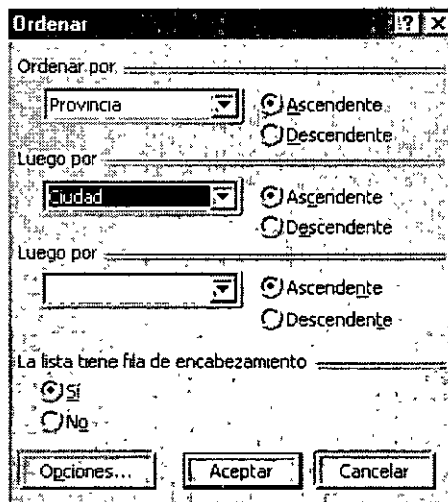 Ordenar ? ×
Ordenar por
Provincia Ascendente
Descendente
Luego por
Ciudad Ascendente
Descendente
Luego por
Ascendente
Descendente
La lista tiene fila de encabezamiento
Sí
No
Opciones... Aceptar Cancelar